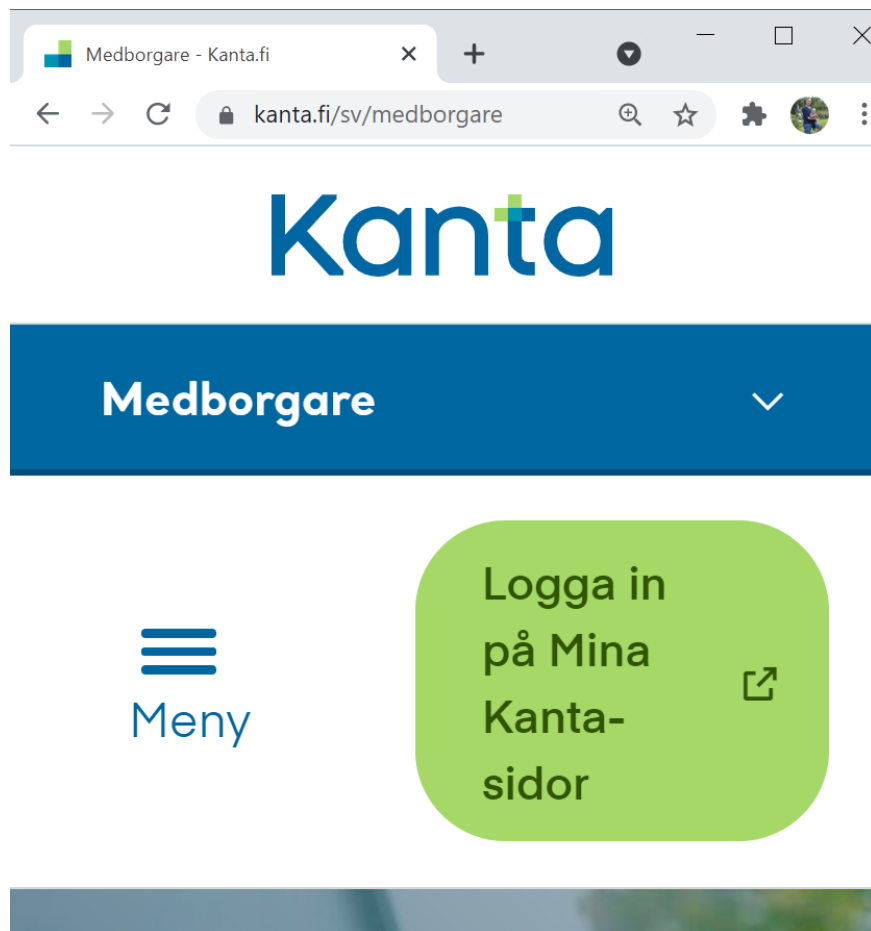 Medborgare - Kanta.fi
kanta.fi/sv/medborgare
Kanta
Medborgare
Meny
Logga in
på Mina
Kanta-
sidor